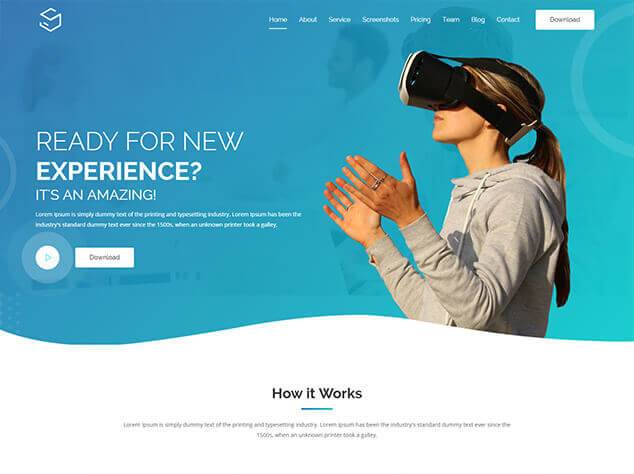 Home About Service Screenshots Pricing Team Blog Contact Download
READY FOR NEW
EXPERIENCE?
IT'S AN AMAZING!
Lorem Ipsum is simply dummy text of the printing and typesetting industry. Lorem Ipsum has been the
industry's standard dummy text ever since the 1500s, when an unknown printer took a galley.
Download
How it Works
Lorem Ipsum is simply dummy text of the printing and typesetting industry. Lorem Ipsum has been the industry's standard dummy text ever since the
1500s, when an unknown printer took a galley.